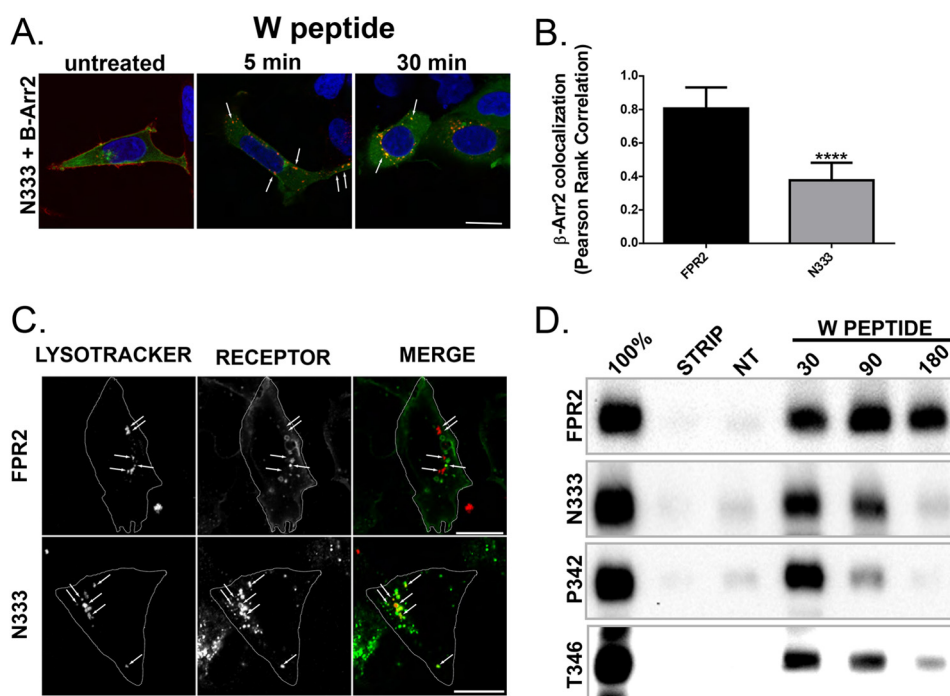 A.
W peptide
untreated 5 min 30 min
N333 + B-Arr2
B.
β-Arr2 colocalization
(Pearson Rank Correlation)
1.0
0.8
0.6
0.4
0.2
0.0
****
FPR2 N333
C.
LYSOTRACKER RECEPTOR MERGE
FPR2
N333
D.
W PEPTIDE
100% STRIP NT 30 90 180
FPR2
N333
P342
T346